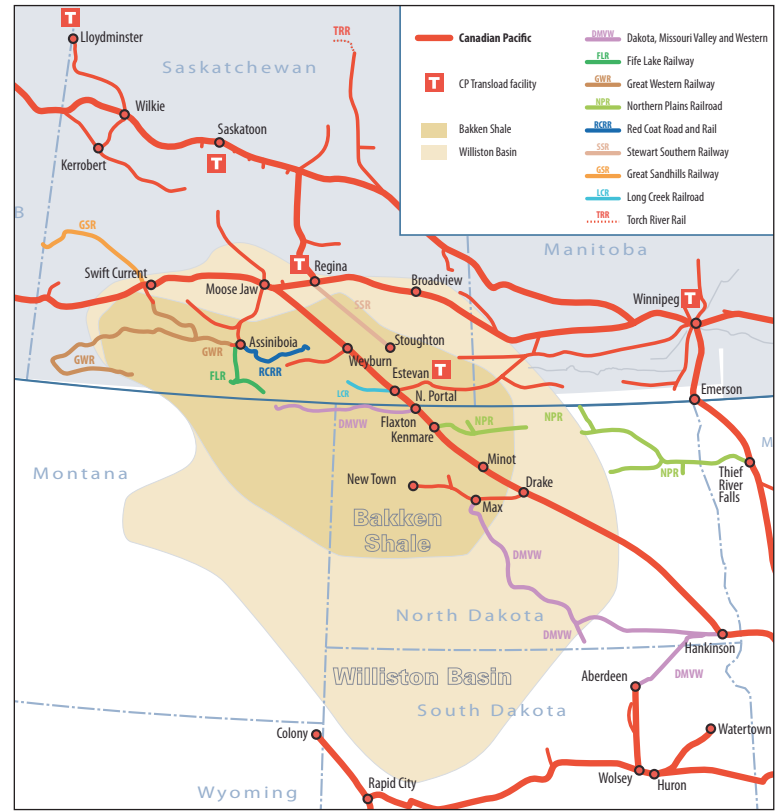 T
Lloydminster
Saskatchewan
TRR
Wilkie
Saskatoon
T
Kerrobert
Canadian Pacific
T
CP Transload facility
Bakken Shale
Williston Basin
DMVW
Dakota, Missouri Valley and Western
FLR
Fife Lake Railway
GWR
Great Western Railway
NPR
Northern Plains Railroad
RCRR
Red Coat Road and Rail
SSR
Stewart Southern Railway
GSR
Great Sandhills Railway
LCR
Long Creek Railroad
TRR
Torch River Rail
B
GSR
Manitoba
Swift Current
Moose Jaw
T
Regina
Broadview
Winnipeg
T
SSR
Assiniboia
GWR
GWR
RCRR
FLR
Stoughton
Weyburn
Estevan
T
LCR
N. Portal
Emerson
DMVW
Flaxton
Kenmare
NPR
NPR
NPR
M
Montana
Minot
New Town
Drake
Max
Thief
River
Falls
Bakken
Shale
DMVW
North Dakota
DMVW
Hankinson
Williston Basin
Aberdeen
DMVW
South Dakota
Colony
Watertown
Wyoming
Rapid City
Wolsey
Huron